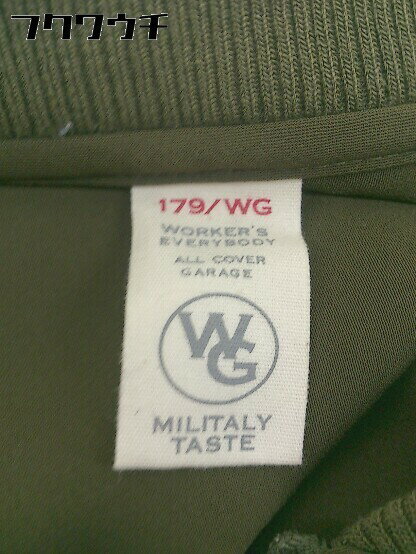 フクワウチ
179/WG
WORKER'S
EVERYBODY
ALL COVER
GARAGE
WG
MILITALY
TASTE